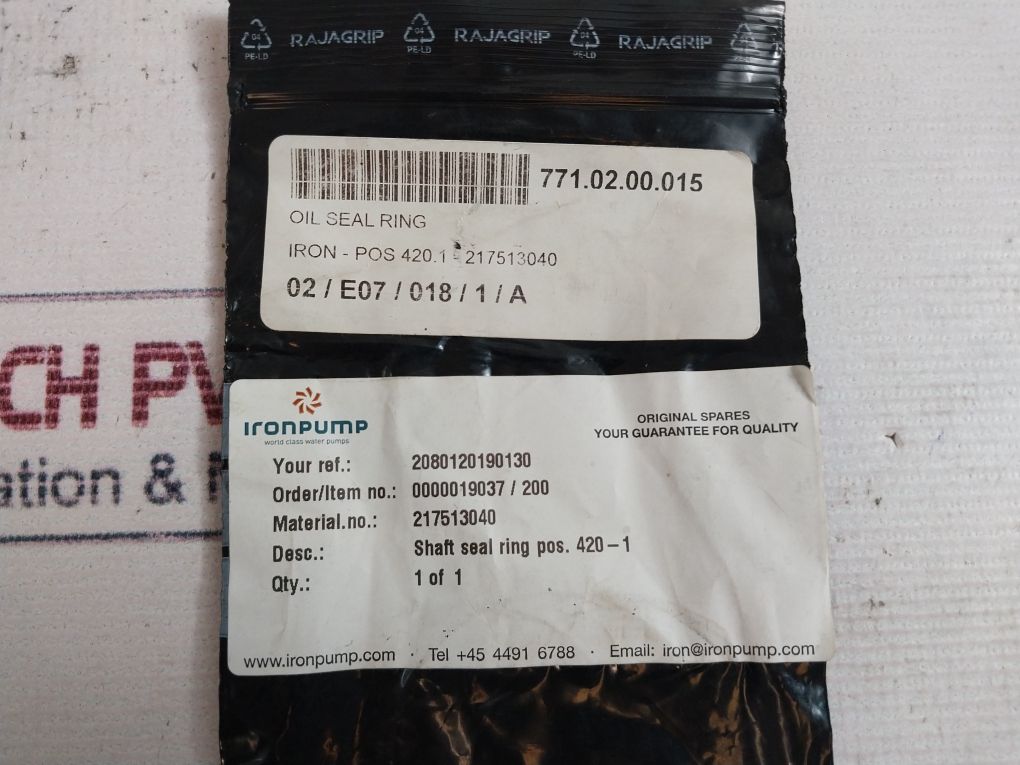 04 RAJAGRIP 04 RAJAGRIP 04 RAJAGRIP
PE-LD PE-LD PE-LD
771.02.00.015
OIL SEAL RING
IRON - POS 420.1 - 217513040
02 / E07 / 018 / 1 / A
CH PV
ation &
IRONPUMP
world class water pumps
ORIGINAL SPARES
YOUR GUARANTEE FOR QUALITY
Your ref.: 2080120190130
Order/Item no.: 0000019037 / 200
Material.no.: 217513040
Desc.: Shaft seal ring pos. 420-1
Qty.: 1 of 1
www.ironpump.com · Tel +45 4491 6788 · Email: iron@ironpump.com